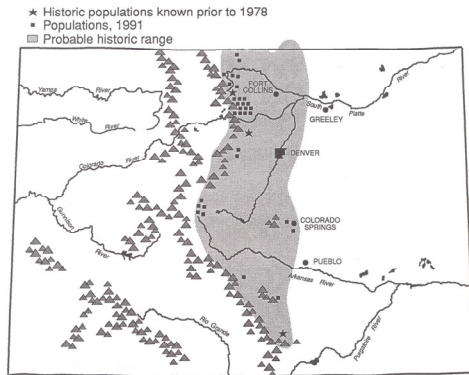 Historic populations known prior to 1978
Populations, 1991
Probable historic range
Yampa River
White River
Colorado River
Gunnison River
FORT
COLLINS
South Platte River
GREELEY
DENVER
COLORADO
SPRINGS
PUEBLO
Arkansas River
Rio Grande
Purgatoire River